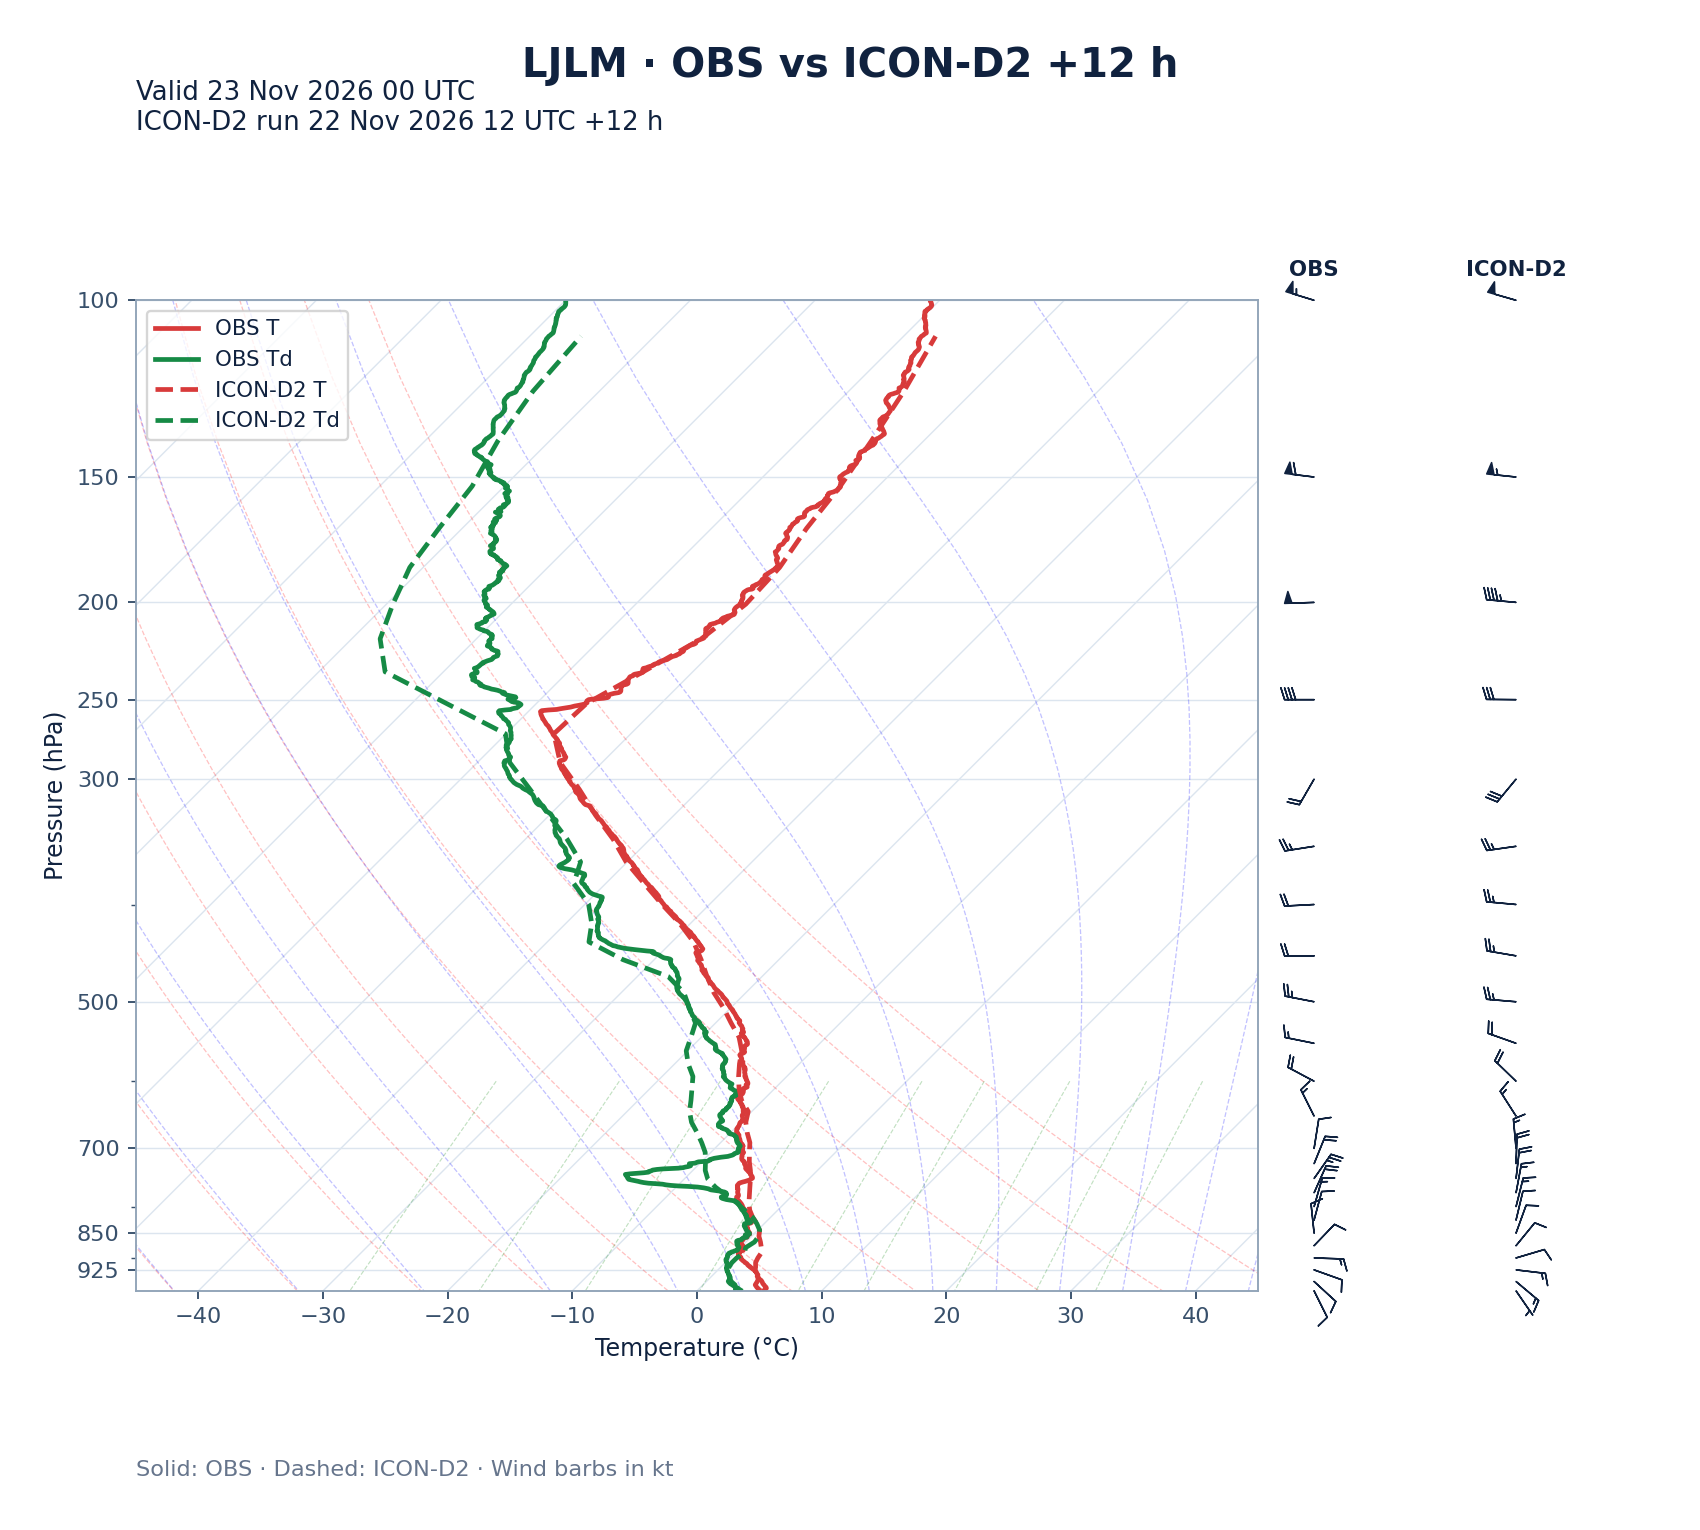 LJLM · OBS vs ICON-D2 +12 h
Valid 23 Nov 2026 00 UTC
ICON-D2 run 22 Nov 2026 12 UTC +12 h
OBS
ICON-D2
OBS T
OBS Td
ICON-D2 T
ICON-D2 Td
100
150
200
250
300
500
700
850
925
Pressure (hPa)
−40
−30
−20
−10
0
10
20
30
40
Temperature (°C)
Solid: OBS · Dashed: ICON-D2 · Wind barbs in kt